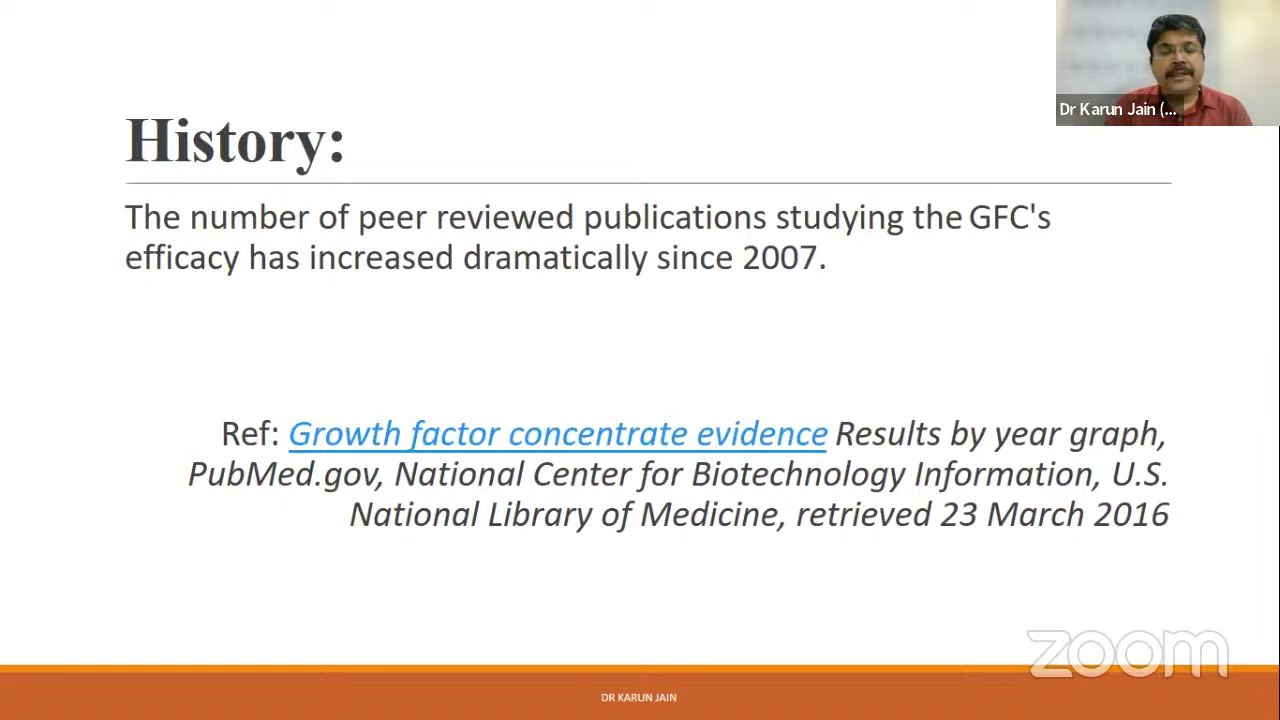 Dr Karun Jain (...
History:
The number of peer reviewed publications studying the GFC's
efficacy has increased dramatically since 2007.
Ref: Growth factor concentrate evidence Results by year graph,
PubMed.gov, National Center for Biotechnology Information, U.S.
National Library of Medicine, retrieved 23 March 2016
zoom
DR KARUN JAIN